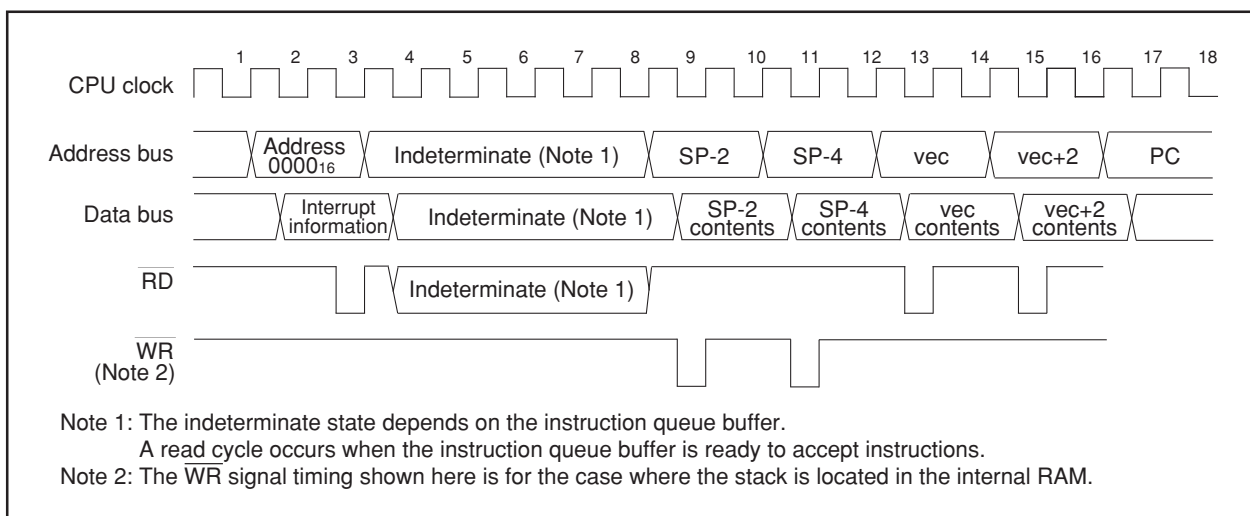 1 2 3 4 5 6 7 8 9 10 11 12 13 14 15 16 17 18
CPU clock
Address bus
Address
0000₁₆
Indeterminate (Note 1)
SP-2
SP-4
vec
vec+2
PC
Data bus
Interrupt
information
Indeterminate (Note 1)
SP-2
contents
SP-4
contents
vec
contents
vec+2
contents
RD
Indeterminate (Note 1)
WR
(Note 2)
Note 1: The indeterminate state depends on the instruction queue buffer.
A read cycle occurs when the instruction queue buffer is ready to accept instructions.
Note 2: The WR signal timing shown here is for the case where the stack is located in the internal RAM.